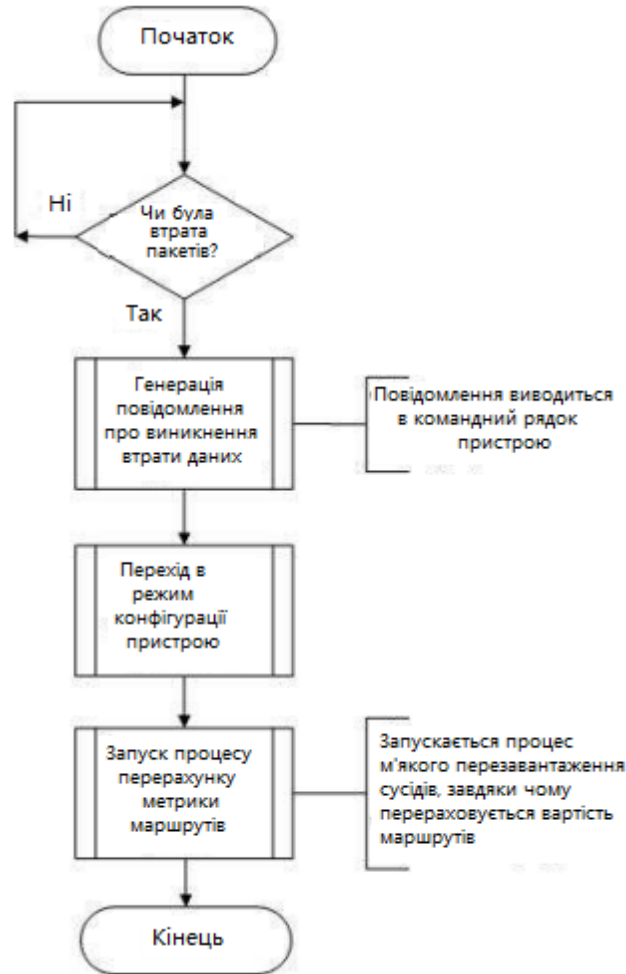 Початок
Ні
Чи була
втрата
пакетів?
Так
Генерація
повідомлення
про виникнення
втрати даних
Повідомлення виводиться
в командний рядок
пристрою
Перехід в
режим
конфігурації
пристрою
Запуск процесу
перерахунку
метрики
маршрутів
Запускається процес
м'якого перезавантаження
сусідів, завдяки чому
перераховується вартість
маршрутів
Кінець